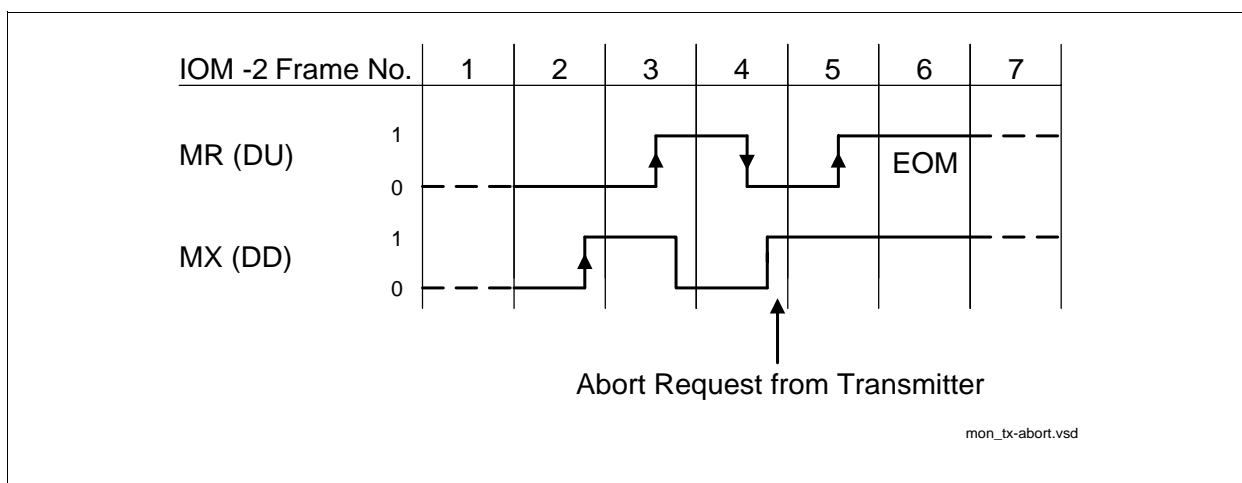 IOM -2 Frame No. 1 2 3 4 5 6 7
1
MR (DU)
0
EOM
1
MX (DD)
0
Abort Request from Transmitter
mon_tx-abort.vsd